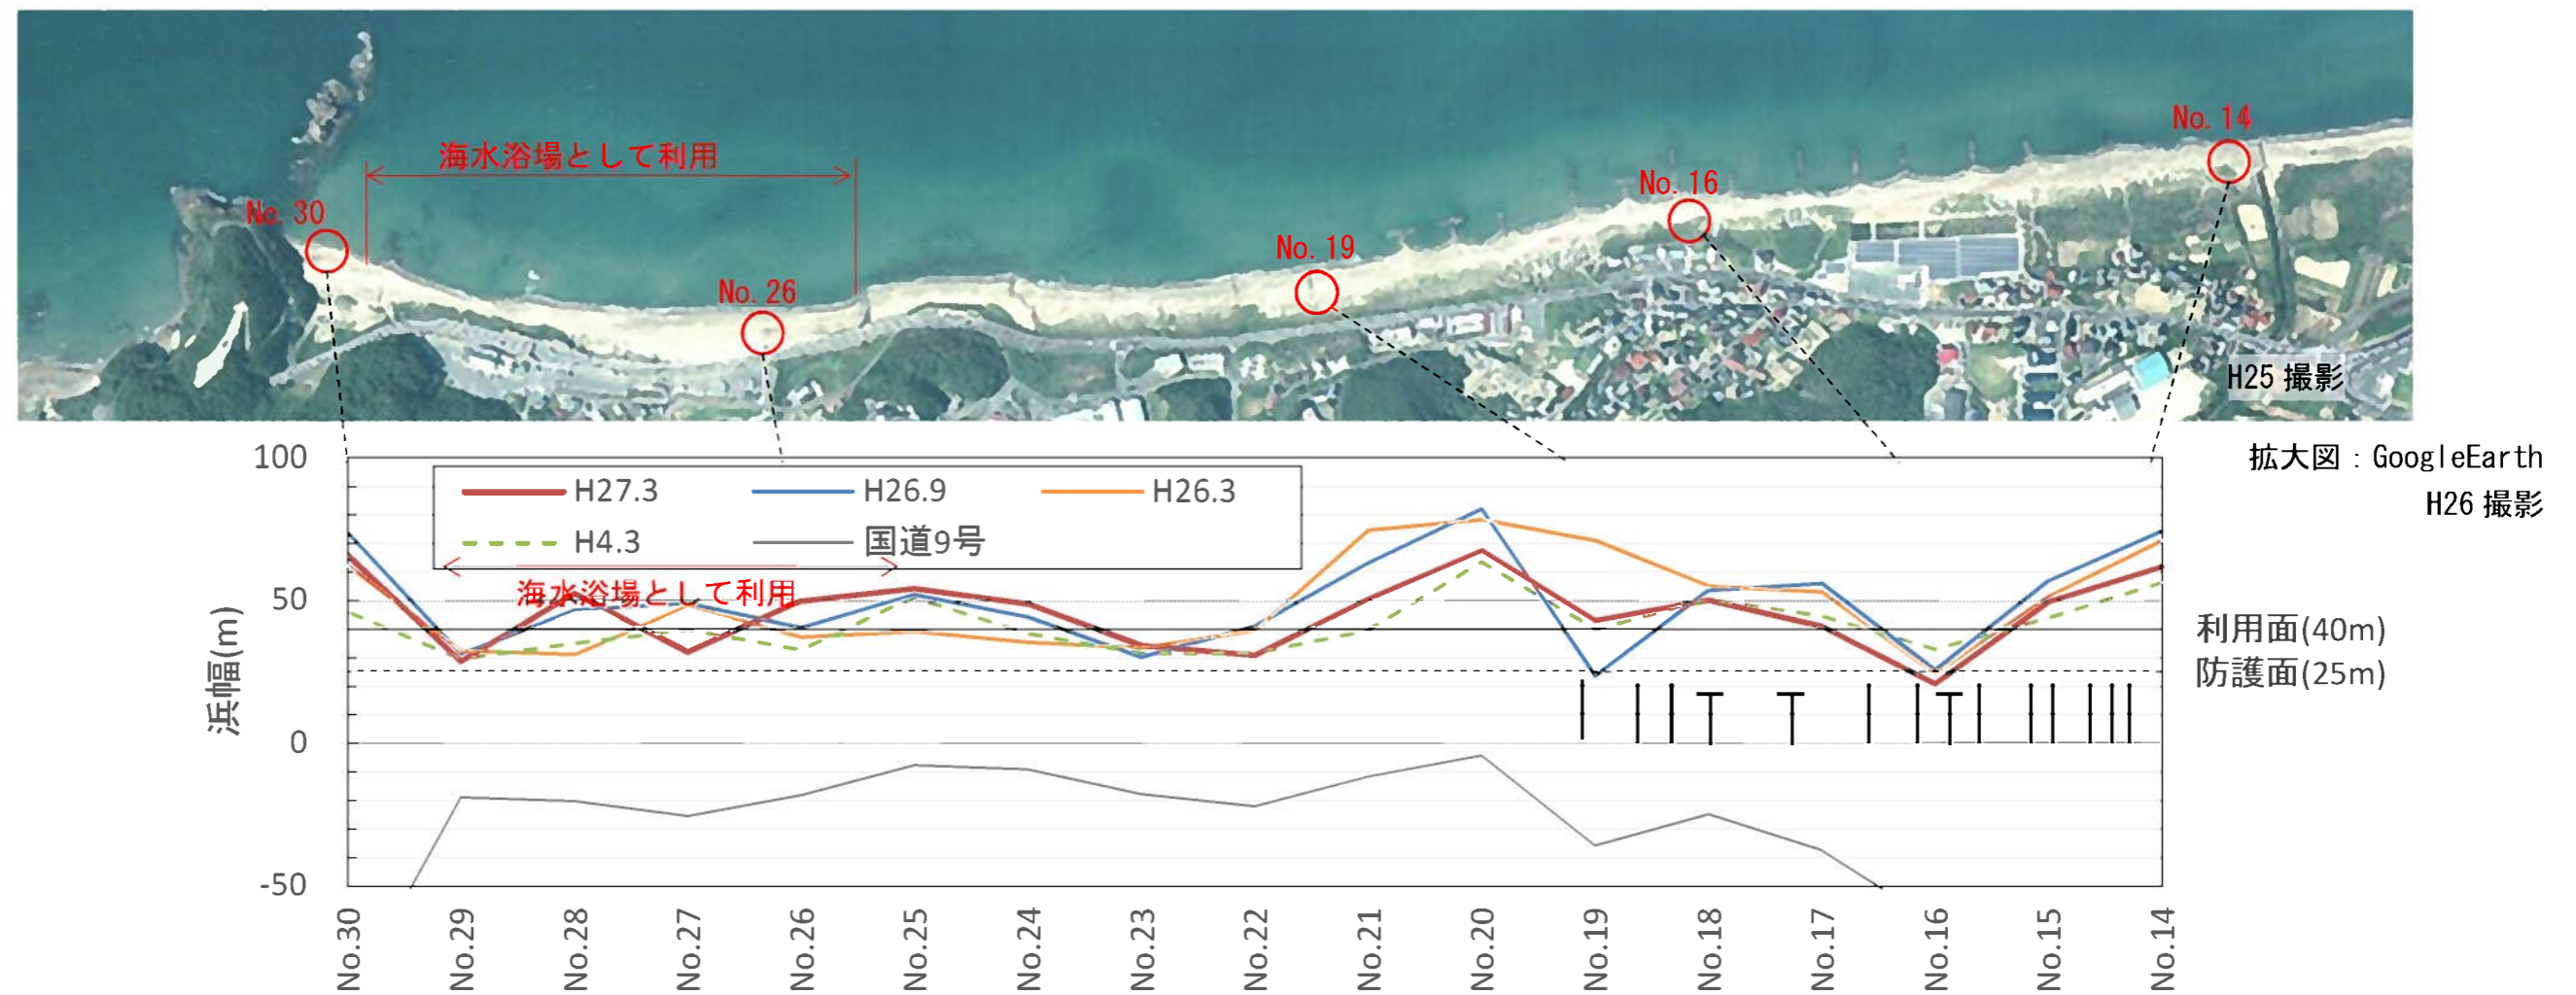 No. 14
海水浴場として利用
No. 16
No. 30
No. 19
No. 26
H25 撮影
拡大図：GoogleEarth
H26 撮影
100
H27.3
H26.9
H26.3
H4.3
国道9号
海水浴場として利用
50
利用面(40m)
防護面(25m)
浜幅(m)
0
-50
No.30
No.29
No.28
No.27
No.26
No.25
No.24
No.23
No.22
No.21
No.20
No.19
No.18
No.17
No.16
No.15
No.14